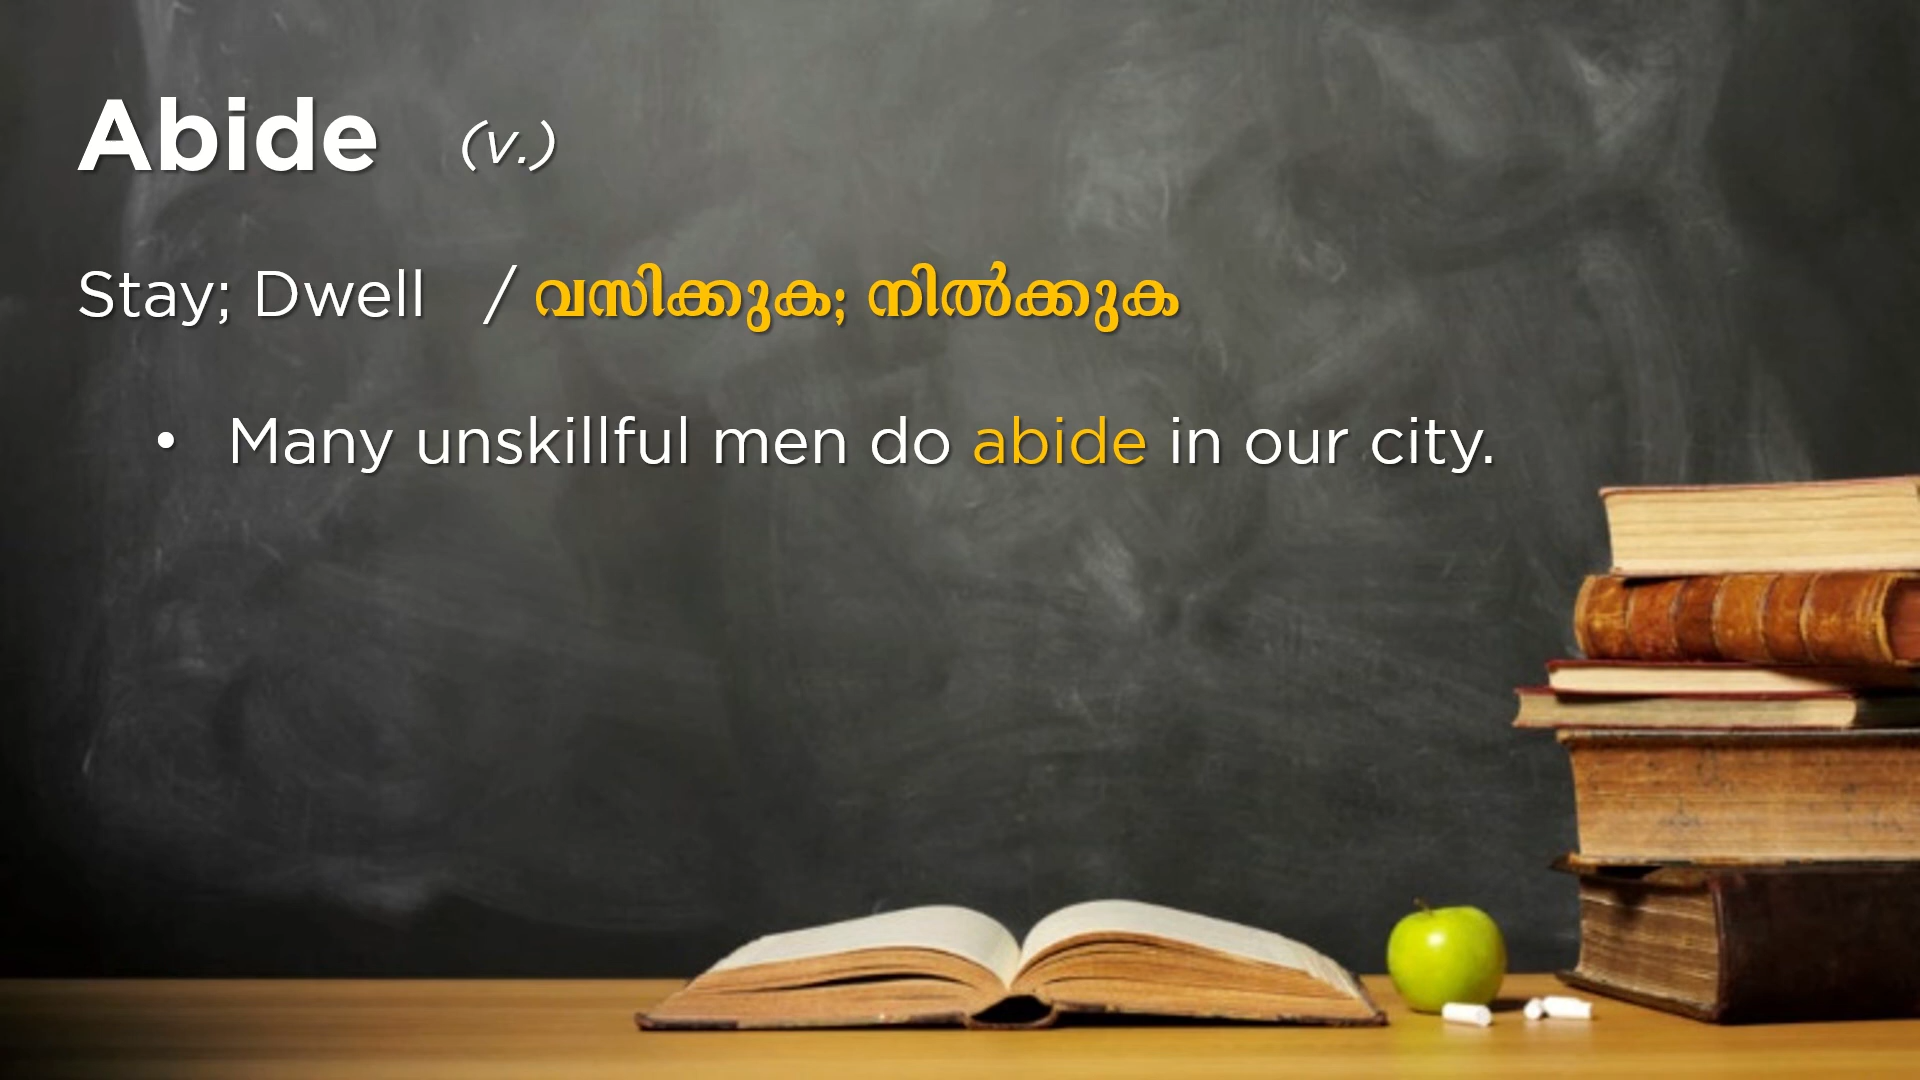 Abide (v.)
Stay; Dwell / വസിക്കുക; നിൽക്കുക
• Many unskillful men do abide in our city.